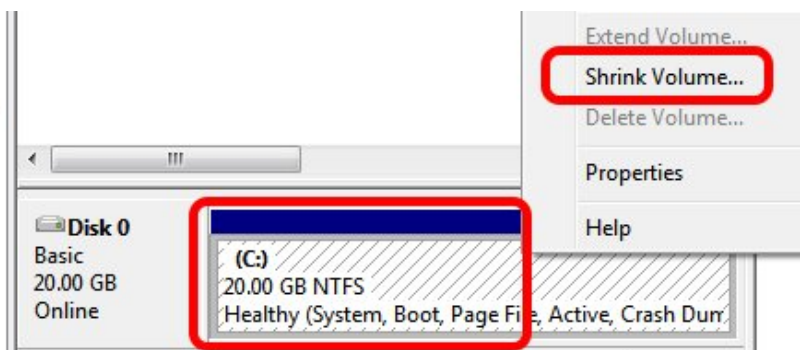 Extend Volume...
Shrink Volume...
Delete Volume...
Properties
Help
Disk 0
Basic
20.00 GB
Online
(C:)
20.00 GB NTFS
Healthy (System, Boot, Page File, Active, Crash Dum